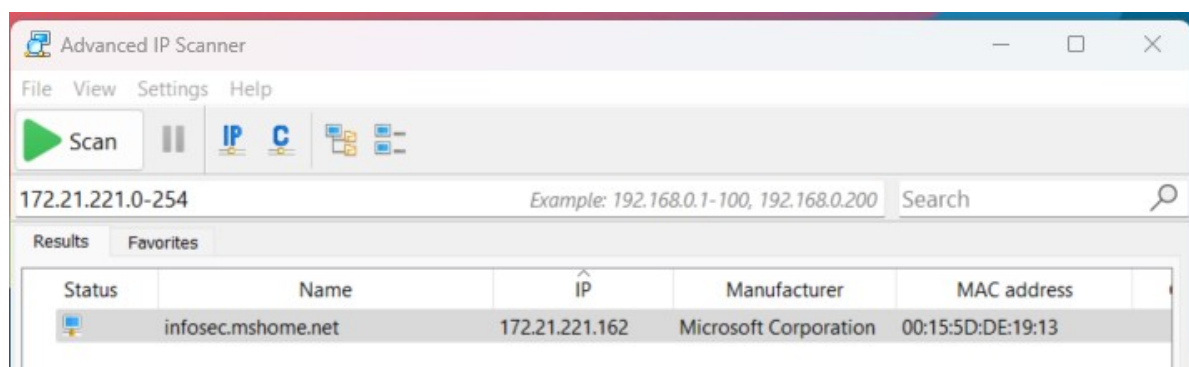 Advanced IP Scanner
File View Settings Help
Scan IP C
172.21.221.0-254 Example: 192.168.0.1-100, 192.168.0.200 Search
Results Favorites
Status Name IP Manufacturer MAC address
infosec.mshome.net 172.21.221.162 Microsoft Corporation 00:15:5D:DE:19:13